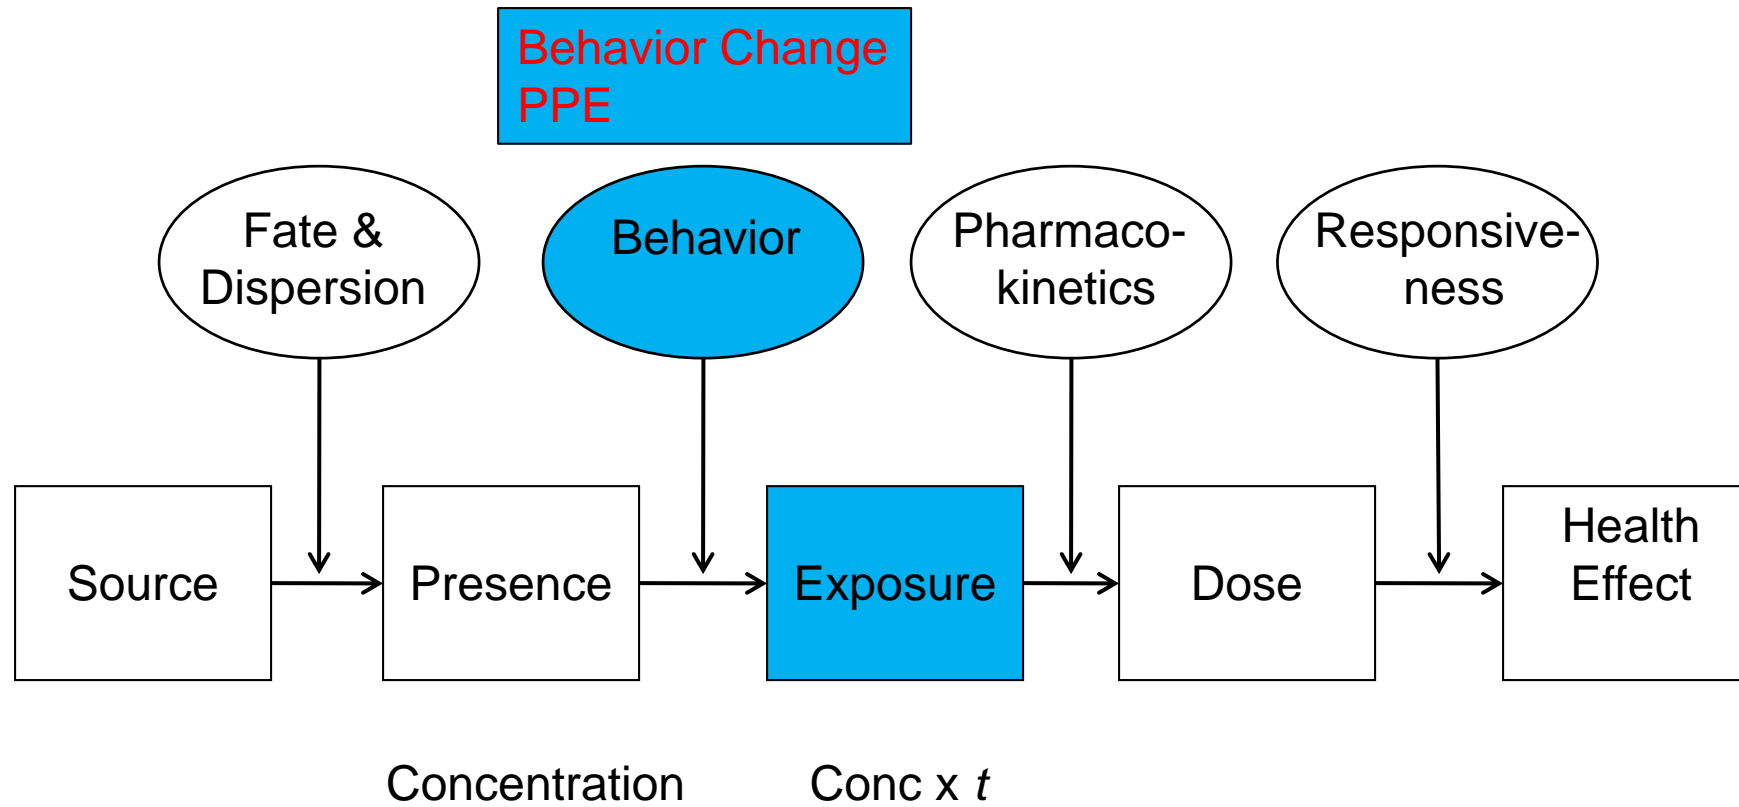 Behavior Change
PPE
Fate &
Dispersion
Behavior
Pharmaco-
kinetics
Responsive-
ness
Source
Presence
Exposure
Dose
Health
Effect
Concentration
Conc x t